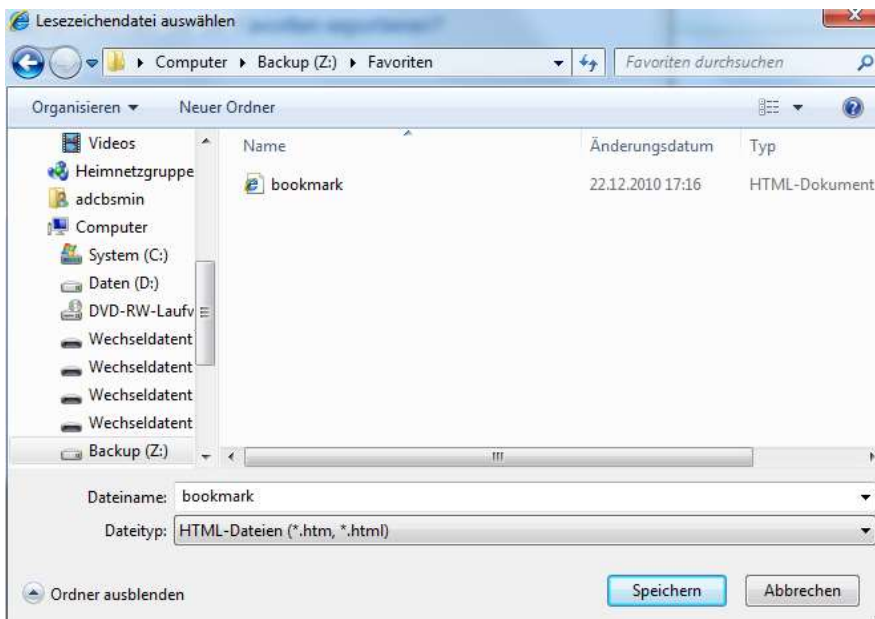 Lesezeichendatei auswählen
Computer Backup (Z:) Favoriten
Favoriten durchsuchen
Organisieren
Neuer Ordner
Name Änderungsdatum Typ
bookmark 22.12.2010 17:16 HTML-Dokument
Videos
Heimnetzgruppe
adcbsmin
Computer
System (C:)
Daten (D:)
DVD-RW-Laufv
Wechseldatent
Wechseldatent
Wechseldatent
Wechseldatent
Backup (Z:)
Dateiname: bookmark
Dateityp: HTML-Dateien (*.htm, *.html)
Ordner ausblenden
Speichern
Abbrechen